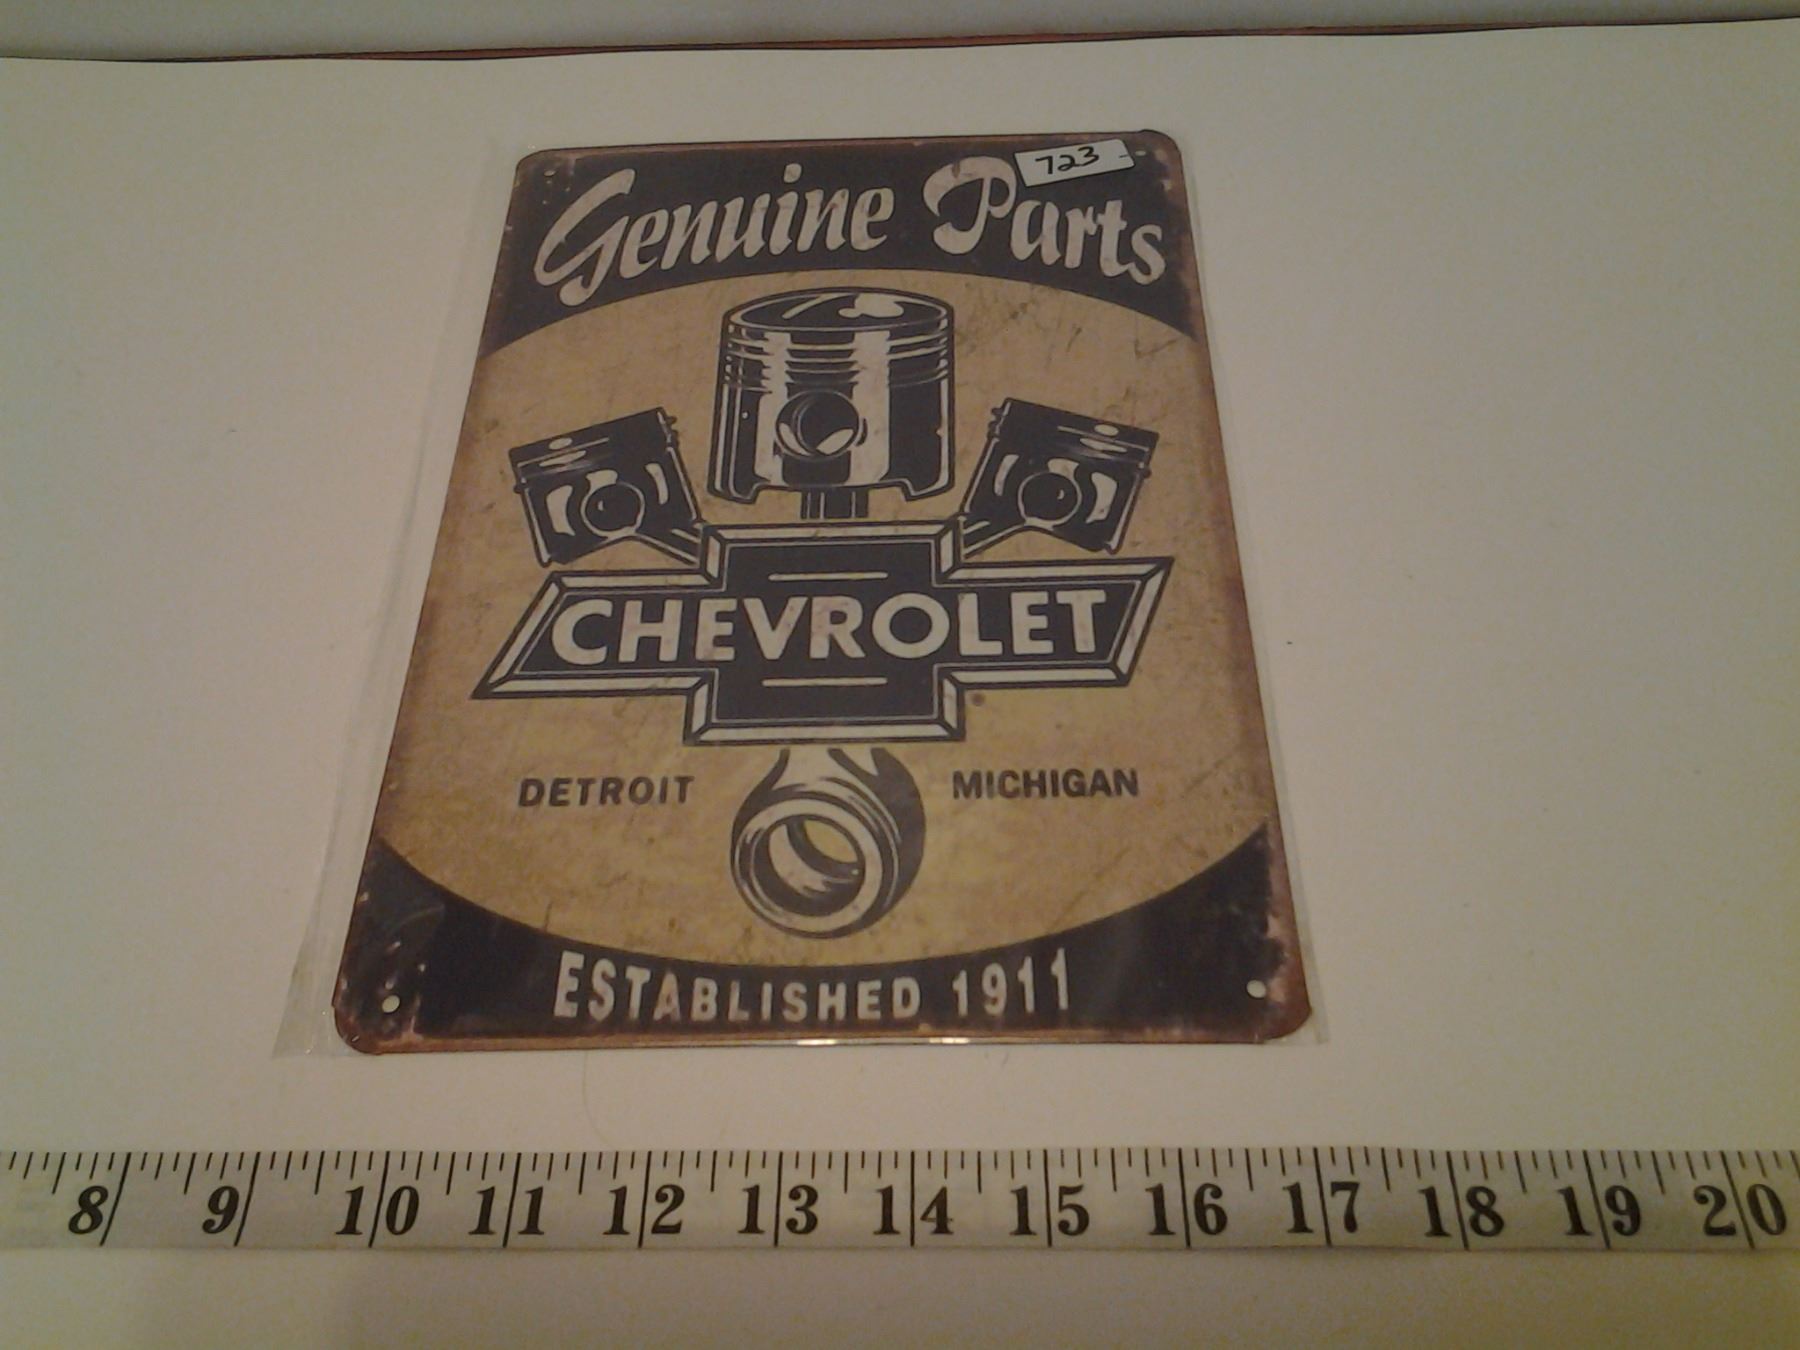 723
Genuine Parts
CHEVROLET
DETROIT MICHIGAN
ESTABLISHED 1911
8 9 10 11 12 13 14 15 16 17 18 19 20